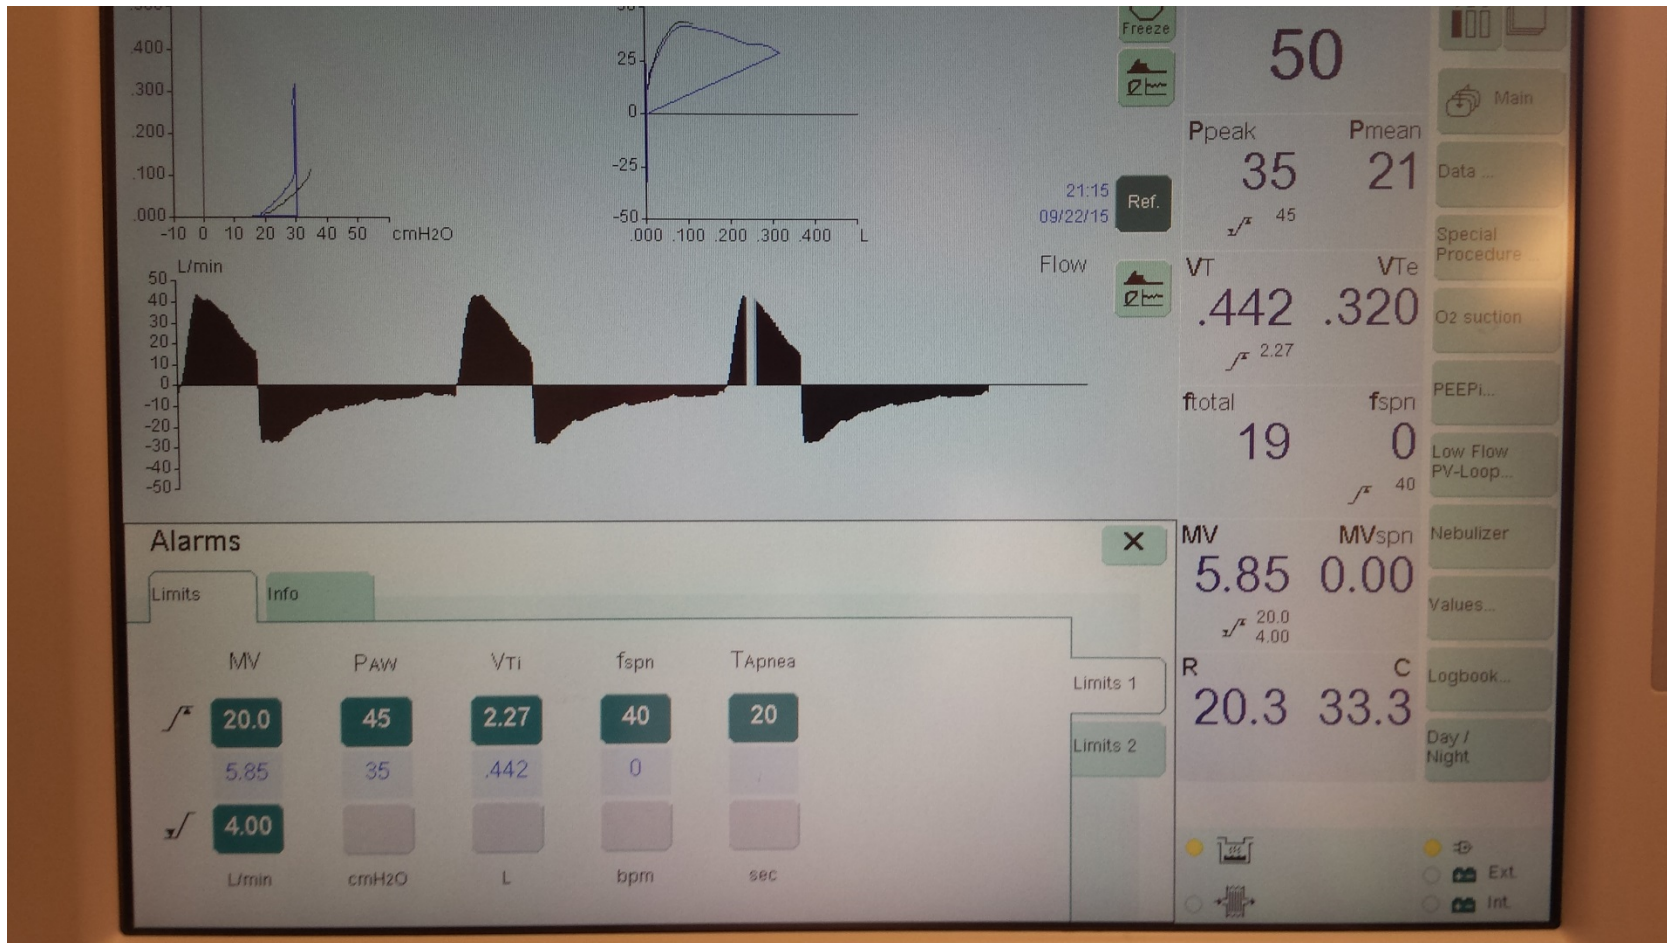 .400
.300
.200
.100
.000
-10 0 10 20 30 40 50 cmH2O
25
0
-25
-50
.000 .100 .200 .300 .400 L
Freeze
21:15
09/22/15
Ref.
L/min
50
40
30
20
10
0
-10
-20
-30
-40
-50
Flow
50
Ppeak Pmean
35 21
45
VT VTe
.442 .320
2.27
ftotal fspn
19 0
40
MV MVspn
5.85 0.00
20.0
4.00
R C
20.3 33.3
Main
Data ...
Special
Procedure ...
O2 suction
PEEPi...
Low Flow
PV-Loop...
Nebulizer
Values...
Logbook...
Day /
Night
Ext.
Int.
Alarms
X
Limits Info
MV PAW VTi fspn TApnea
20.0 45 2.27 40 20
5.85 35 .442 0
4.00
L/min cmH2O L bpm sec
Limits 1
Limits 2